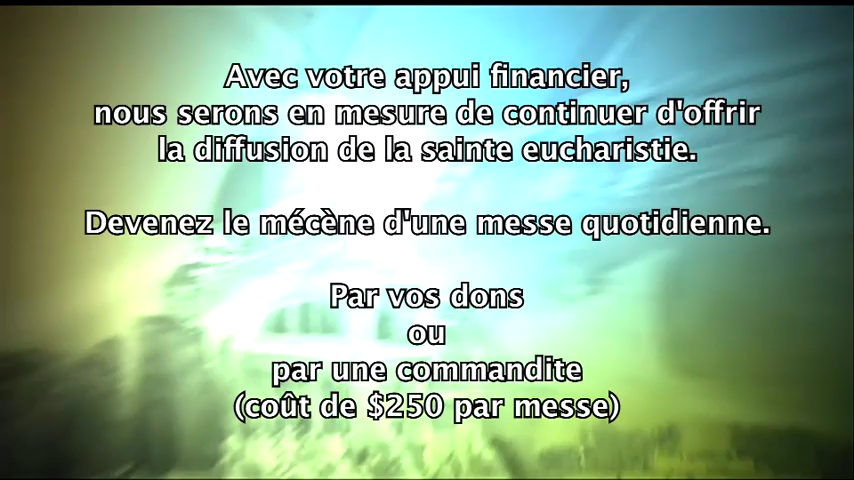 Avec votre appui financier,
nous serons en mesure de continuer d'offrir
la diffusion de la sainte eucharistie.
Devenez le mécène d'une messe quotidienne.
Par vos dons
ou
par une commandite
(coût de $250 par messe)